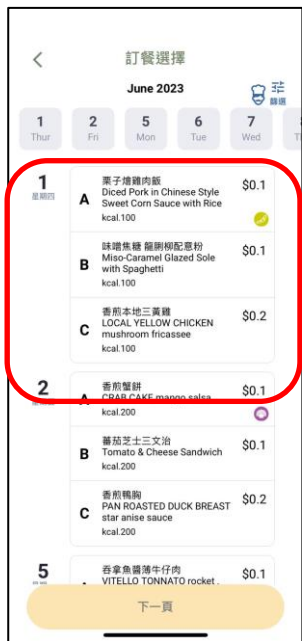 訂餐選擇
June 2023
篩選
1 2 5 6 7
Thur Fri Mon Tue Wed
1
星期四
A
栗子燴雞肉飯 $0.1
Diced Pork in Chinese Style
Sweet Corn Sauce with Rice
kcal.100
B
味噌焦糖 龍脷柳配意粉 $0.1
Miso-Caramel Glazed Sole
with Spaghetti
kcal.100
C
香煎本地三黃雞 $0.2
LOCAL YELLOW CHICKEN
mushroom fricassee
kcal.100
2
A
香煎蟹餅 $0.1
CRAB CAKE mango salsa
kcal.200
B
蕃茄芝士三文治 $0.1
Tomato & Cheese Sandwich
kcal.200
C
香煎鴨胸 $0.2
PAN ROASTED DUCK BREAST
star anise sauce
kcal.200
5
吞拿魚醬薄牛仔肉 $0.1
VITELLO TONNATO rocket ,
下一頁